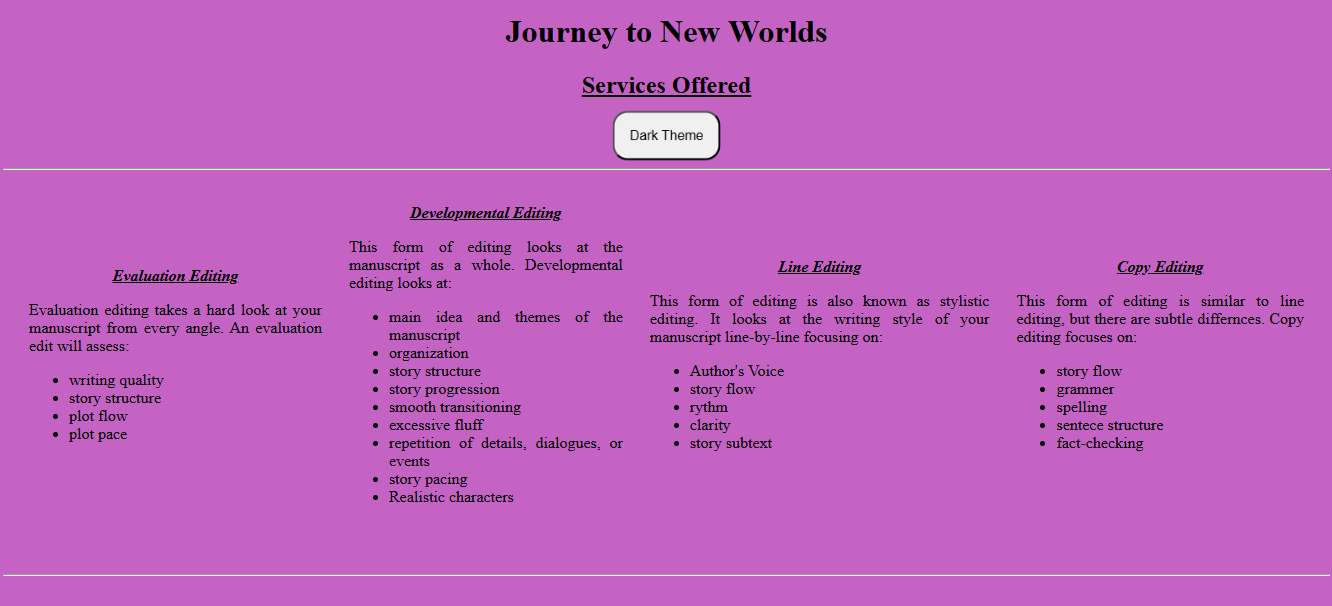 Journey to New Worlds
Services Offered
Dark Theme
Evaluation Editing
Evaluation editing takes a hard look at your
manuscript from every angle. An evaluation
edit will assess:
writing quality
story structure
plot flow
plot pace
Developmental Editing
This form of editing looks at the
manuscript as a whole. Developmental
editing looks at:
main idea and themes of the
manuscript
organization
story structure
story progression
smooth transitioning
excessive fluff
repetition of details, dialogues, or
events
story pacing
Realistic characters
Line Editing
This form of editing is also known as stylistic
editing. It looks at the writing style of your
manuscript line-by-line focusing on:
Author's Voice
story flow
rythm
clarity
story subtext
Copy Editing
This form of editing is similar to line
editing, but there are subtle differnces. Copy
editing focuses on:
story flow
grammer
spelling
sentece structure
fact-checking